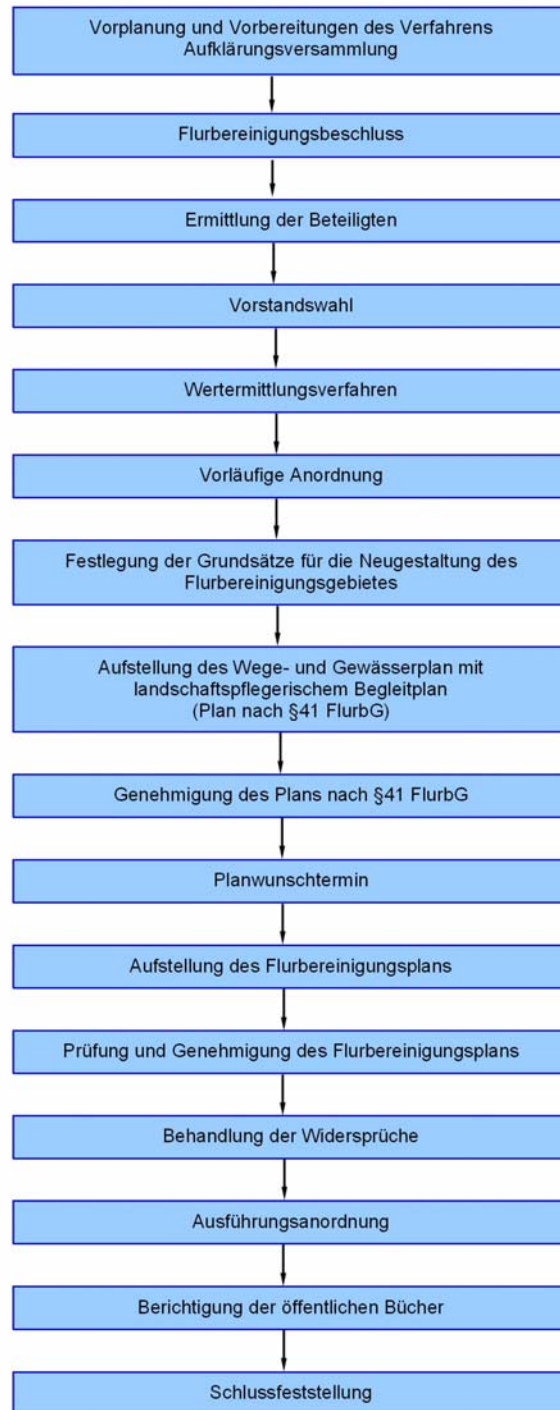 Vorplanung und Vorbereitungen des Verfahrens
Aufklärungsversammlung
Flurbereinigungsbeschluss
Ermittlung der Beteiligten
Vorstandswahl
Wertermittlungsverfahren
Vorläufige Anordnung
Festlegung der Grundsätze für die Neugestaltung des
Flurbereinigungsgebietes
Aufstellung des Wege- und Gewässerplan mit
landschaftspflegerischem Begleitplan
(Plan nach §41 FlurbG)
Genehmigung des Plans nach §41 FlurbG
Planwunschtermin
Aufstellung des Flurbereinigungsplans
Prüfung und Genehmigung des Flurbereinigungsplans
Behandlung der Widersprüche
Ausführungsanordnung
Berichtigung der öffentlichen Bücher
Schlussfeststellung